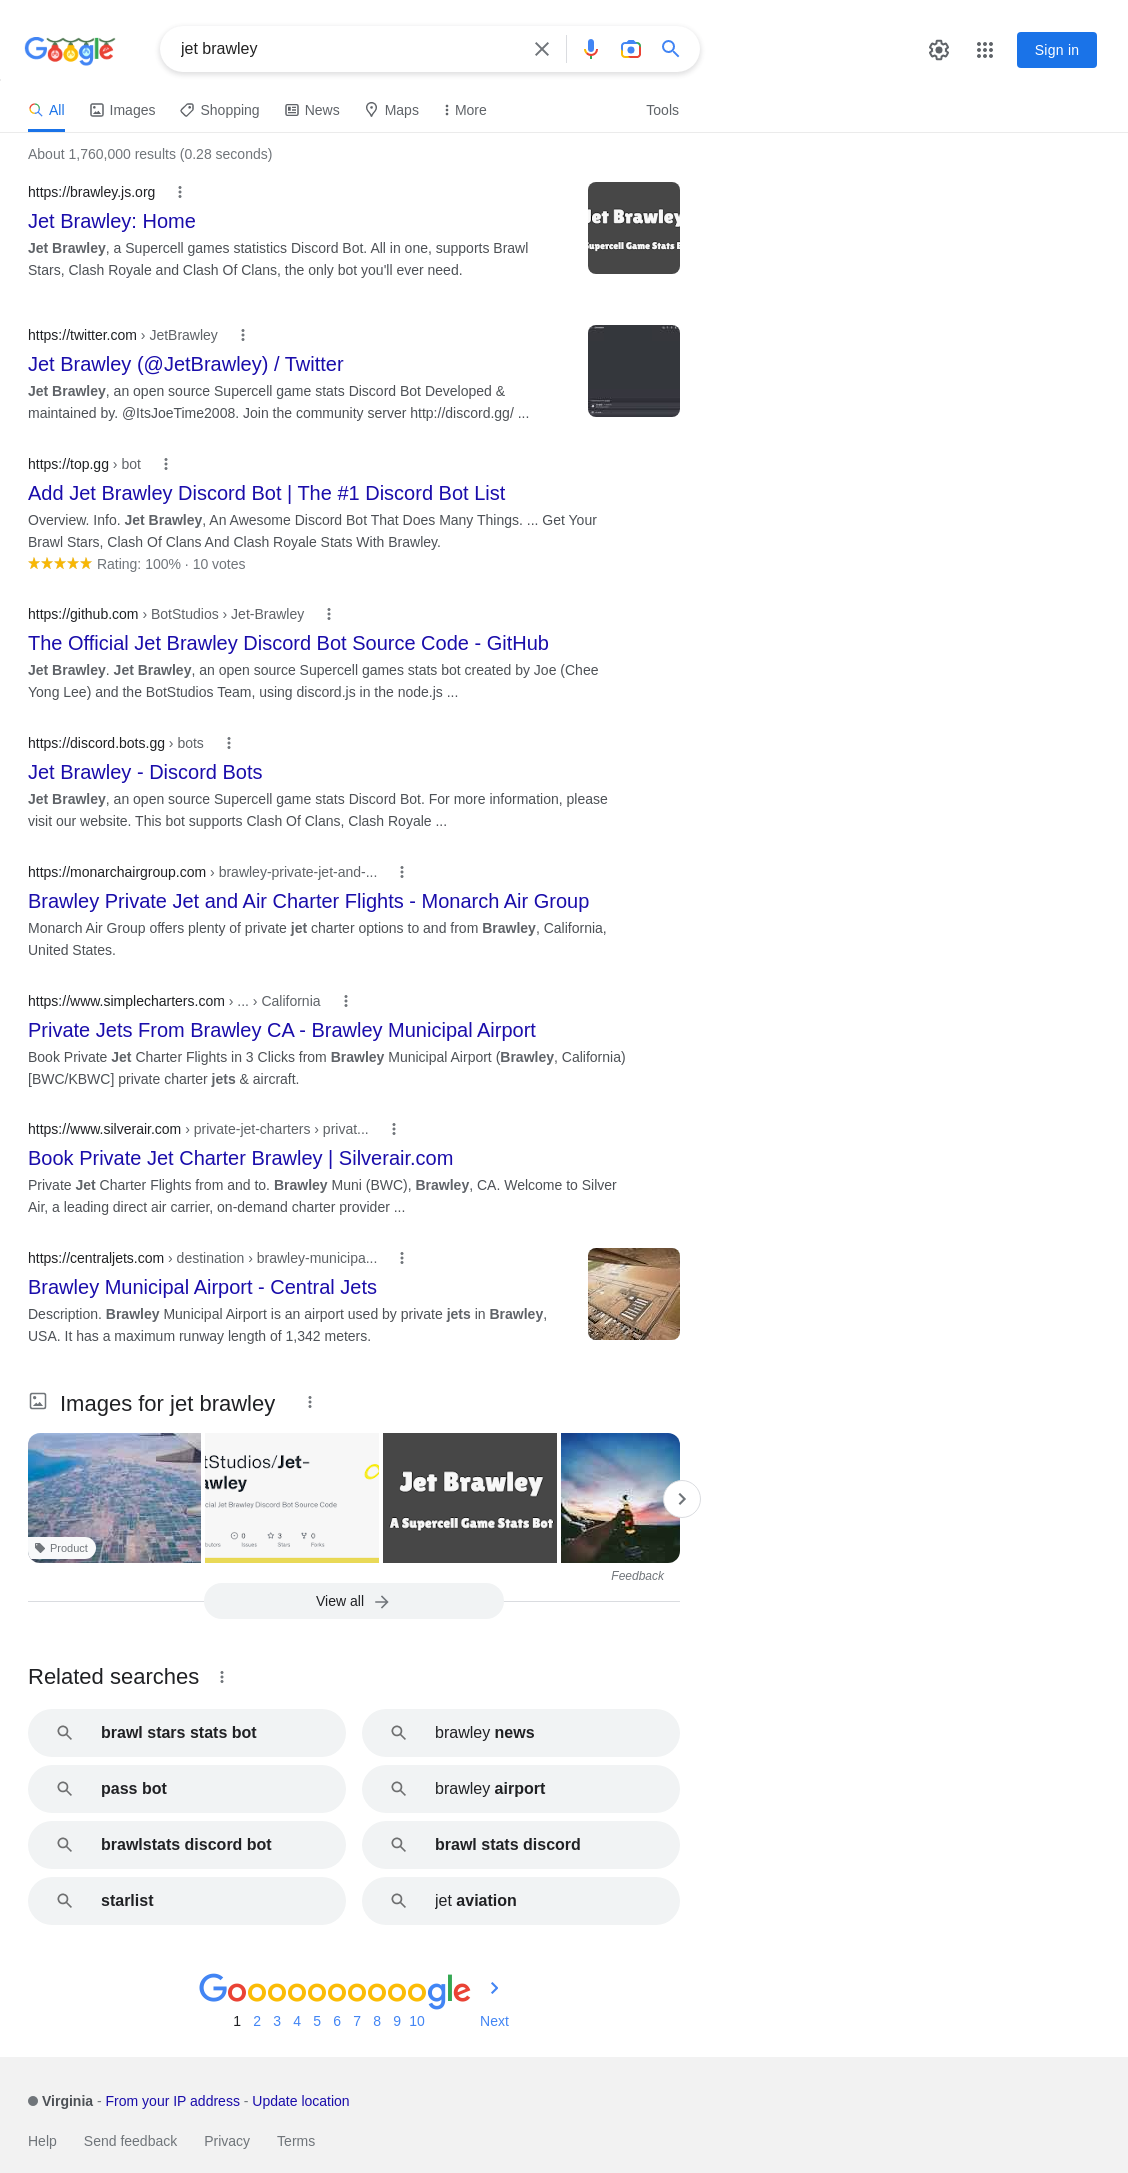 Google
jet brawley
Sign in
All
Images
Shopping
News
Maps
More
Tools
About 1,760,000 results (0.28 seconds)
https://brawley.js.org
Jet Brawley: Home
Jet Brawley, a Supercell games statistics Discord Bot. All in one, supports Brawl
Stars, Clash Royale and Clash Of Clans, the only bot you'll ever need.
Jet Brawley
Supercell Game Stats B
https://twitter.com › JetBrawley
Jet Brawley (@JetBrawley) / Twitter
Jet Brawley, an open source Supercell game stats Discord Bot Developed &
maintained by. @ItsJoeTime2008. Join the community server http://discord.gg/ ...
https://top.gg › bot
Add Jet Brawley Discord Bot | The #1 Discord Bot List
Overview. Info. Jet Brawley, An Awesome Discord Bot That Does Many Things. ... Get Your
Brawl Stars, Clash Of Clans And Clash Royale Stats With Brawley.
Rating: 100% · 10 votes
https://github.com › BotStudios › Jet-Brawley
The Official Jet Brawley Discord Bot Source Code - GitHub
Jet Brawley. Jet Brawley, an open source Supercell games stats bot created by Joe (Chee
Yong Lee) and the BotStudios Team, using discord.js in the node.js ...
https://discord.bots.gg › bots
Jet Brawley - Discord Bots
Jet Brawley, an open source Supercell game stats Discord Bot. For more information, please
visit our website. This bot supports Clash Of Clans, Clash Royale ...
https://monarchairgroup.com › brawley-private-jet-and-...
Brawley Private Jet and Air Charter Flights - Monarch Air Group
Monarch Air Group offers plenty of private jet charter options to and from Brawley, California,
United States.
https://www.simplecharters.com › ... › California
Private Jets From Brawley CA - Brawley Municipal Airport
Book Private Jet Charter Flights in 3 Clicks from Brawley Municipal Airport (Brawley, California)
[BWC/KBWC] private charter jets & aircraft.
https://www.silverair.com › private-jet-charters › privat...
Book Private Jet Charter Brawley | Silverair.com
Private Jet Charter Flights from and to. Brawley Muni (BWC), Brawley, CA. Welcome to Silver
Air, a leading direct air carrier, on-demand charter provider ...
https://centraljets.com › destination › brawley-municipa...
Brawley Municipal Airport - Central Jets
Description. Brawley Municipal Airport is an airport used by private jets in Brawley,
USA. It has a maximum runway length of 1,342 meters.
Images for jet brawley
Product
tStudios/Jet-
awley
cial Jet Brawley Discord Bot Source Code
0
3
0
butors
Issues
Stars
Forks
Jet Brawley
A Supercell Game Stats Bot
Feedback
View all
Related searches
brawl stars stats bot
brawley news
pass bot
brawley airport
brawlstats discord bot
brawl stats discord
starlist
jet aviation
Goooooooooogle
1 2 3 4 5 6 7 8 9 10 Next
Virginia - From your IP address - Update location
Help Send feedback Privacy Terms